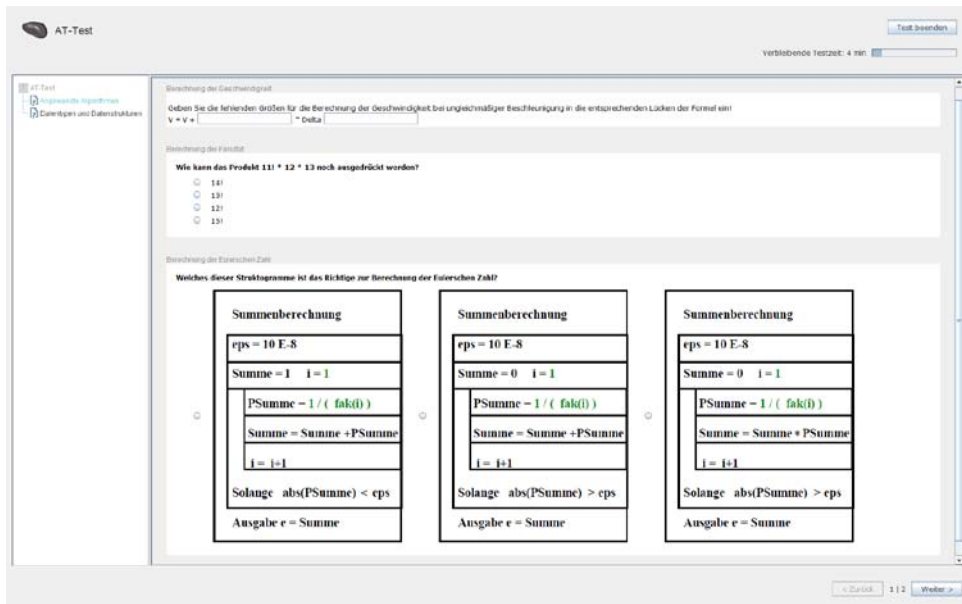 AT-Test
Test beenden
Verbleibende Testzeit: 4 min
AT-Test
Angewandte Algorithmen
Datentypen und Datenstrukturen
Berechnung der Geschwindigkeit
Geben Sie die fehlenden Größen für die Berechnung der Geschwindigkeit bei ungleichmäßiger Beschleunigung in die entsprechenden Lücken der Formel ein!
V = V + * Delta
Berechnung der Fakultät
Wie kann das Produkt 11! * 12 * 13 noch ausgedrückt werden?
14!
13!
12!
15!
Berechnung der Eulerschen Zahl
Welches dieser Struktogramme ist das Richtige zur Berechnung der Eulerschen Zahl?
Summenberechnung
eps = 10 E-8
Summe = 1 i = 1
PSumme = 1 / ( fak(i) )
Summe = Summe +PSumme
i = i+1
Solange abs(PSumme) < eps
Ausgabe e = Summe
Summenberechnung
eps = 10 E-8
Summe = 0 i = 1
PSumme = 1 / ( fak(i) )
Summe = Summe +PSumme
i = i+1
Solange abs(PSumme) > eps
Ausgabe e = Summe
Summenberechnung
eps = 10 E-8
Summe = 0 i = 1
PSumme = 1 / ( fak(i) )
Summe = Summe * PSumme
i = i+1
Solange abs(PSumme) > eps
Ausgabe e = Summe
< Zurück 1 | 2 Weiter >